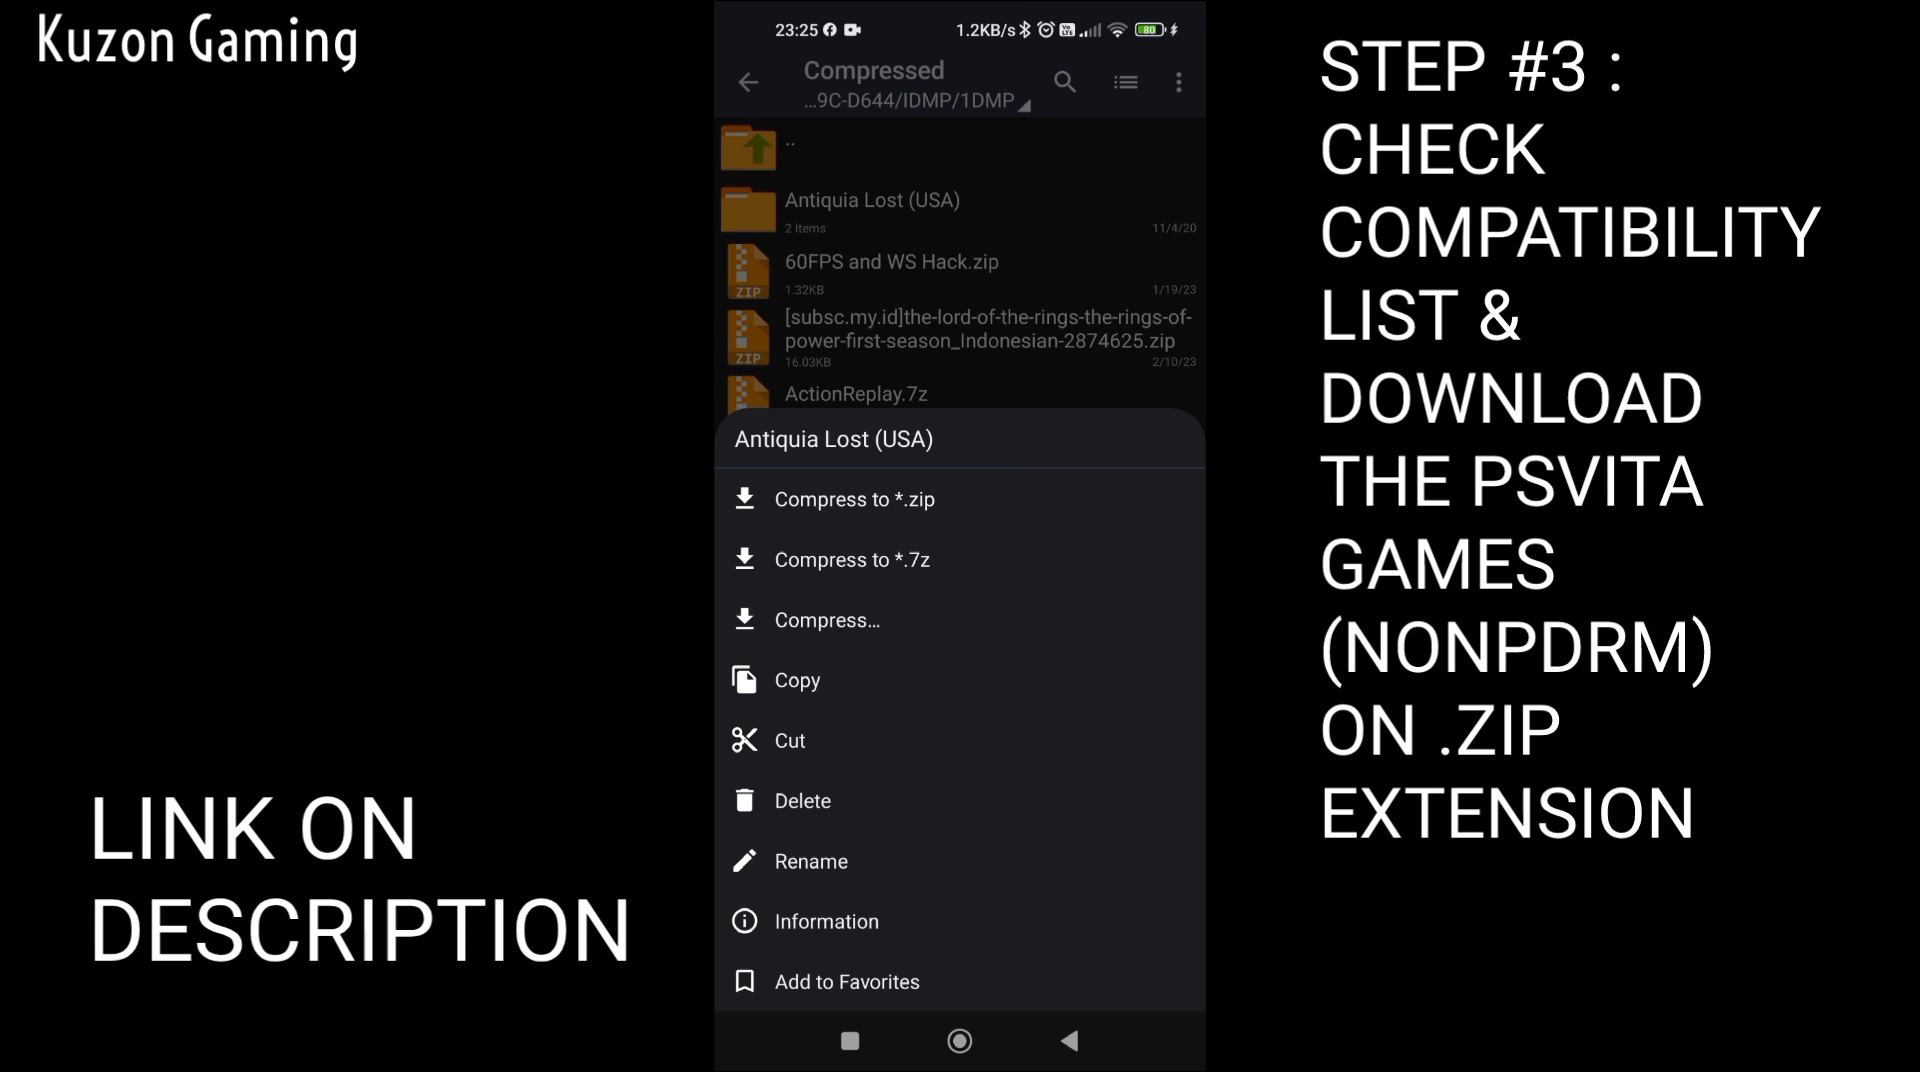 Kuzon Gaming
LINK ON
DESCRIPTION
23:25
1.2KB/s
80
Compressed
...9C-D644/IDMP/1DMP
..
Antiquia Lost (USA)
2 items
11/4/20
60FPS and WS Hack.zip
1.32KB
1/19/23
ZIP
[subsc.my.id]the-lord-of-the-rings-the-rings-of-
power-first-season_Indonesian-2874625.zip
16.03KB
2/10/23
ZIP
ActionReplay.7z
Antiquia Lost (USA)
Compress to *.zip
Compress to *.7z
Compress...
Copy
Cut
Delete
Rename
Information
Add to Favorites
STEP #3 :
CHECK
COMPATIBILITY
LIST &
DOWNLOAD
THE PSVITA
GAMES
(NONPDRM)
ON .ZIP
EXTENSION